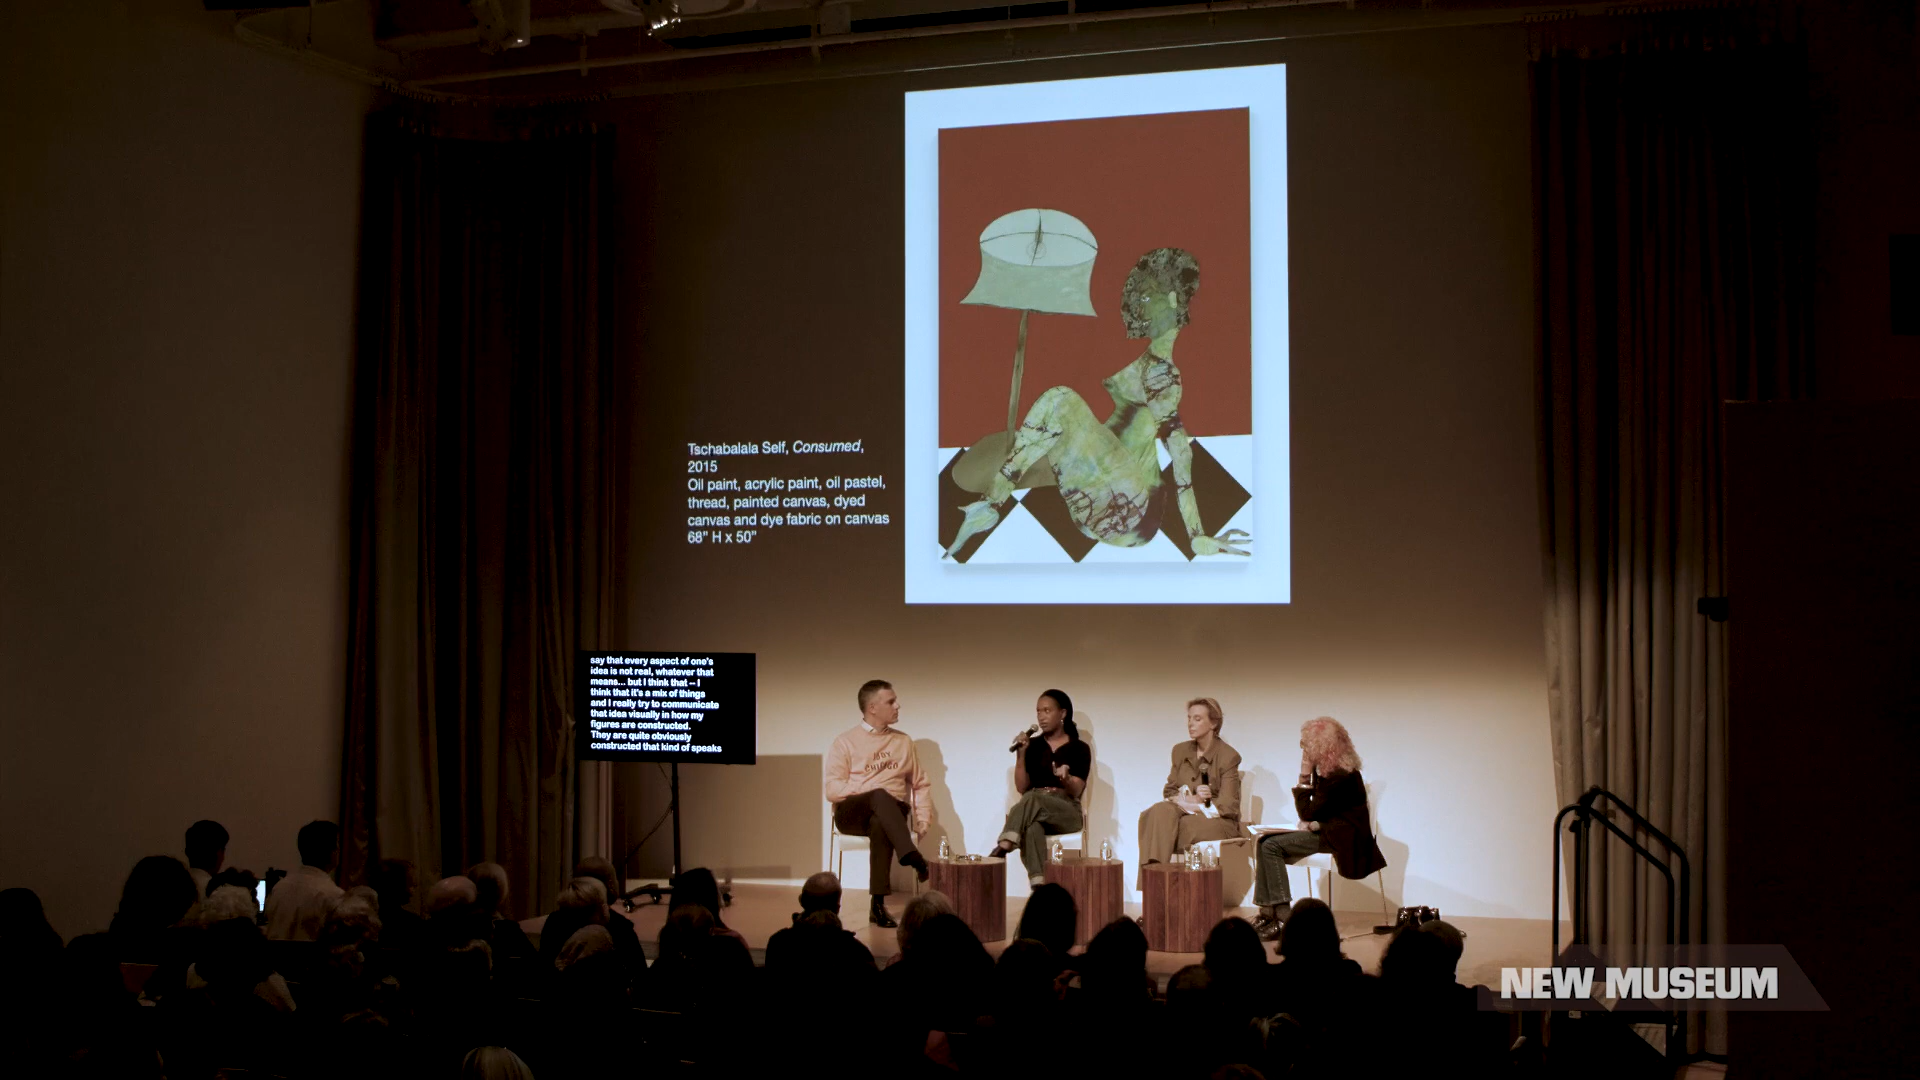 Tschabalala Self, Consumed,
2015
Oil paint, acrylic paint, oil pastel,
thread, painted canvas, dyed
canvas and dye fabric on canvas
68" H x 50"
say that every aspect of one's
idea is not real, whatever that
means... but I think that -- I
think that it's a mix of things
and I really try to communicate
that idea visually in how my
figures are constructed.
They are quite obviously
constructed that kind of speaks
JUDY
CHICAGO
NEW MUSEUM